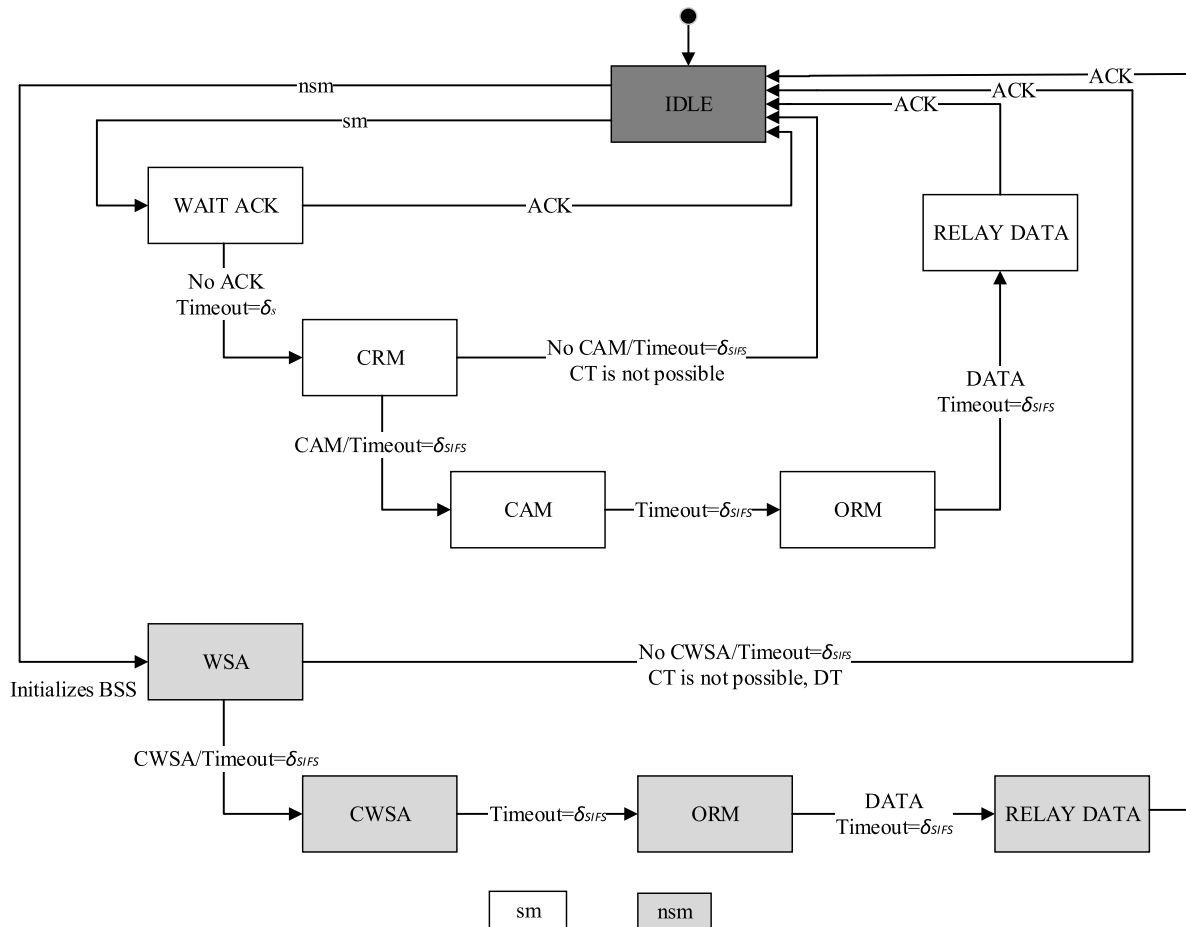 ACK
nsm
ACK
IDLE
ACK
sm
WAIT ACK
ACK
RELAY DATA
No ACK
Timeout=δs
CRM
No CAM/Timeout=δSIFS
CT is not possible
DATA
Timeout=δSIFS
CAM/Timeout=δSIFS
CAM
Timeout=δSIFS
ORM
WSA
No CWSA/Timeout=δSIFS
CT is not possible, DT
Initializes BSS
CWSA/Timeout=δSIFS
CWSA
Timeout=δSIFS
ORM
DATA
Timeout=δSIFS
RELAY DATA
sm
nsm